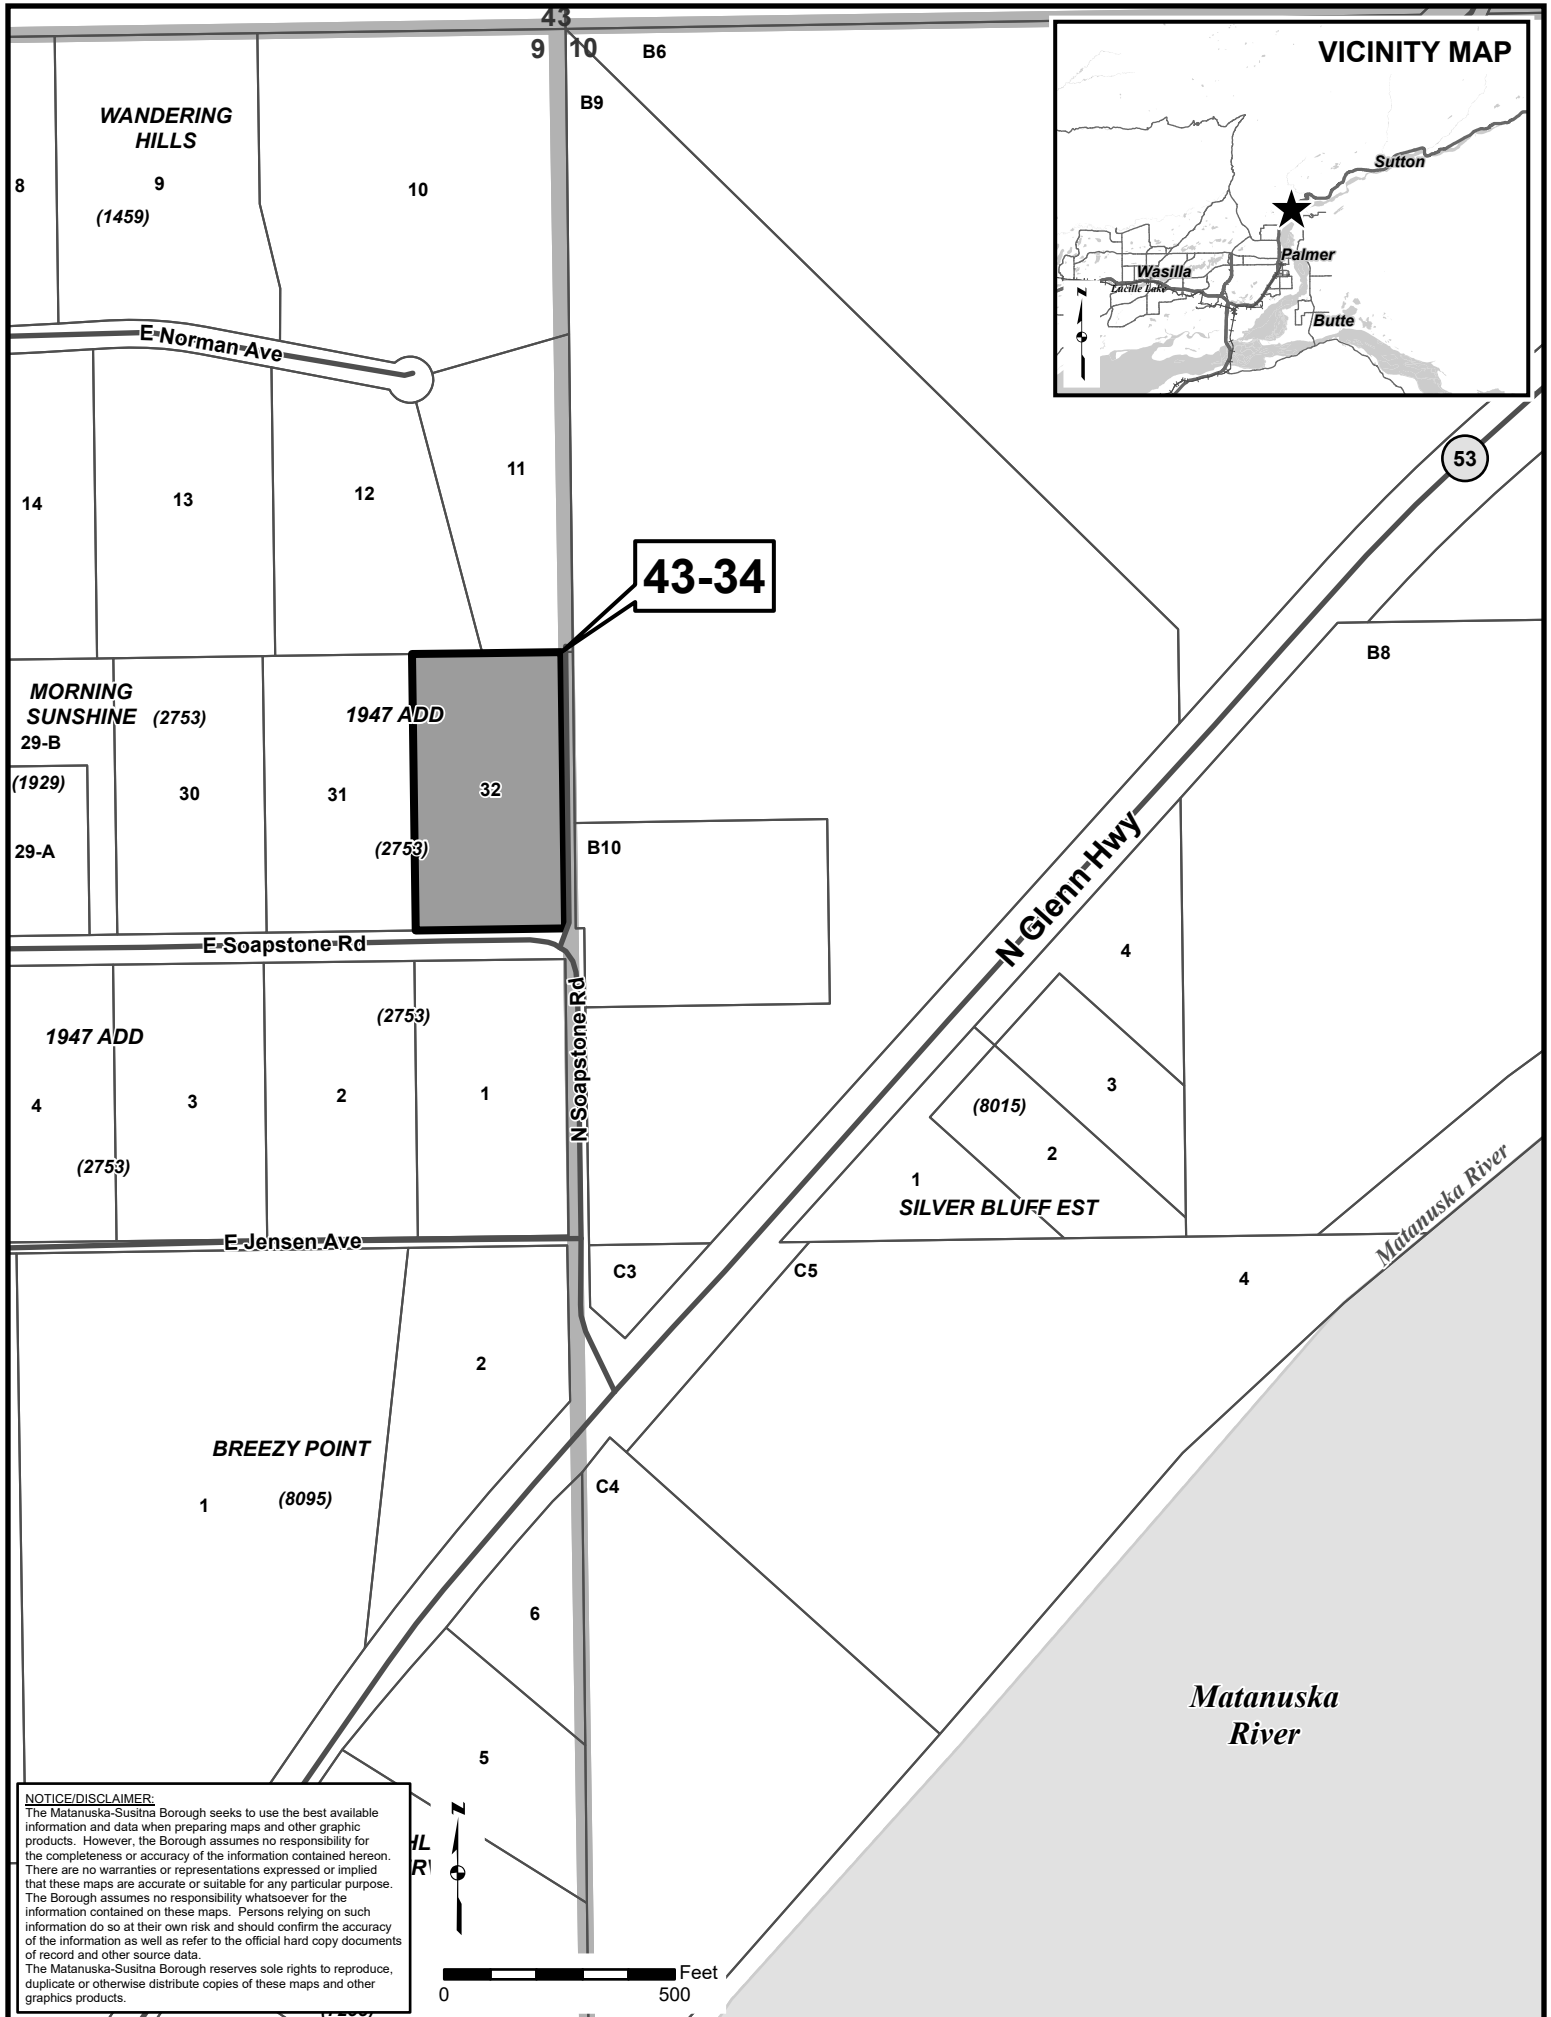 43
9
10
B6
B9
VICINITY MAP
Sutton
Palmer
Wasilla
Lucille Lake
Butte
N
WANDERING
HILLS
8
9
10
(1459)
E Norman Ave
53
11
12
13
14
43-34
B8
MORNING
SUNSHINE
(2753)
1947 ADD
29-B
(1929)
30
31
32
29-A
(2753)
B10
N Glenn Hwy
E Soapstone Rd
4
N Soapstone Rd
(2753)
1947 ADD
4
3
2
1
3
(8015)
2
1
(2753)
SILVER BLUFF EST
Matanuska River
E Jensen Ave
C3
C5
4
2
BREEZY POINT
1
(8095)
C4
6
Matanuska
River
5
NOTICE/DISCLAIMER:
The Matanuska-Susitna Borough seeks to use the best available
information and data when preparing maps and other graphic
products. However, the Borough assumes no responsibility for
the completeness or accuracy of the information contained hereon.
There are no warranties or representations expressed or implied
that these maps are accurate or suitable for any particular purpose.
The Borough assumes no responsibility whatsoever for the
information contained on these maps. Persons relying on such
information do so at their own risk and should confirm the accuracy
of the information as well as refer to the official hard copy documents
of record and other source data.
The Matanuska-Susitna Borough reserves sole rights to reproduce,
duplicate or otherwise distribute copies of these maps and other
graphics products.
N
Feet
0
500